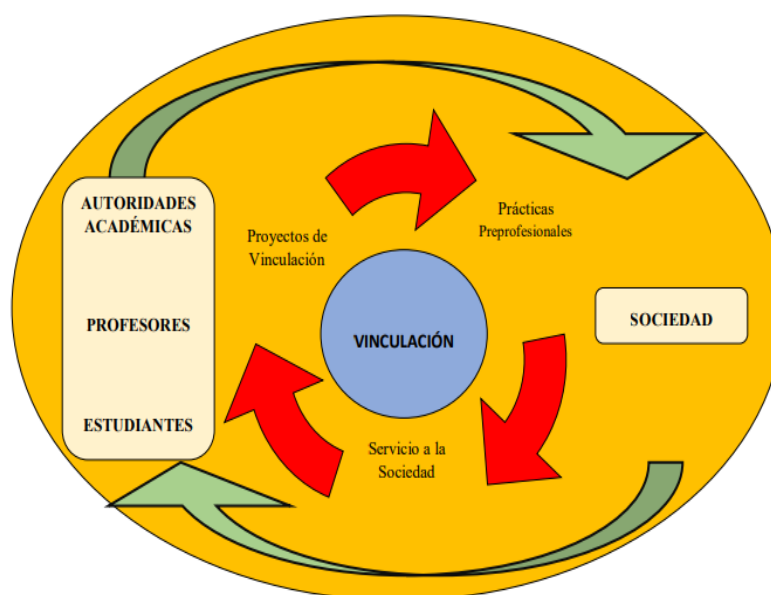 AUTORIDADES
ACADÉMICAS
PROFESORES
ESTUDIANTES
Proyectos de
Vinculación
Prácticas
Preprofesionales
VINCULACIÓN
Servicio a la
Sociedad
SOCIEDAD